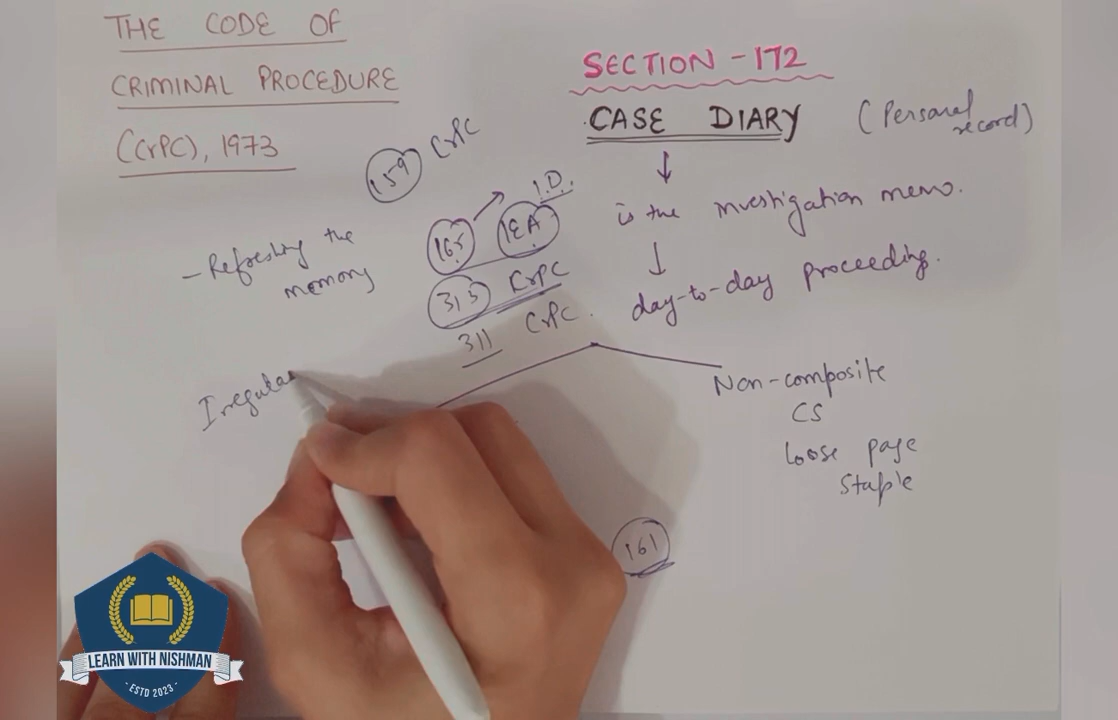 THE CODE OF
CRIMINAL PROCEDURE
(CrPC), 1973
SECTION - 172
CASE DIARY (Personal record)
↓
is the investigation memo.
↓
day-to-day proceeding.
159 CrPC
I.D.
165 IEA
313 CrPC
311 CrPC.
- Refreshing the
memory
Irregular
Non-composite
CS
loose page
staple
161
LEARN WITH NISHMAN
- ESTD 2023 -